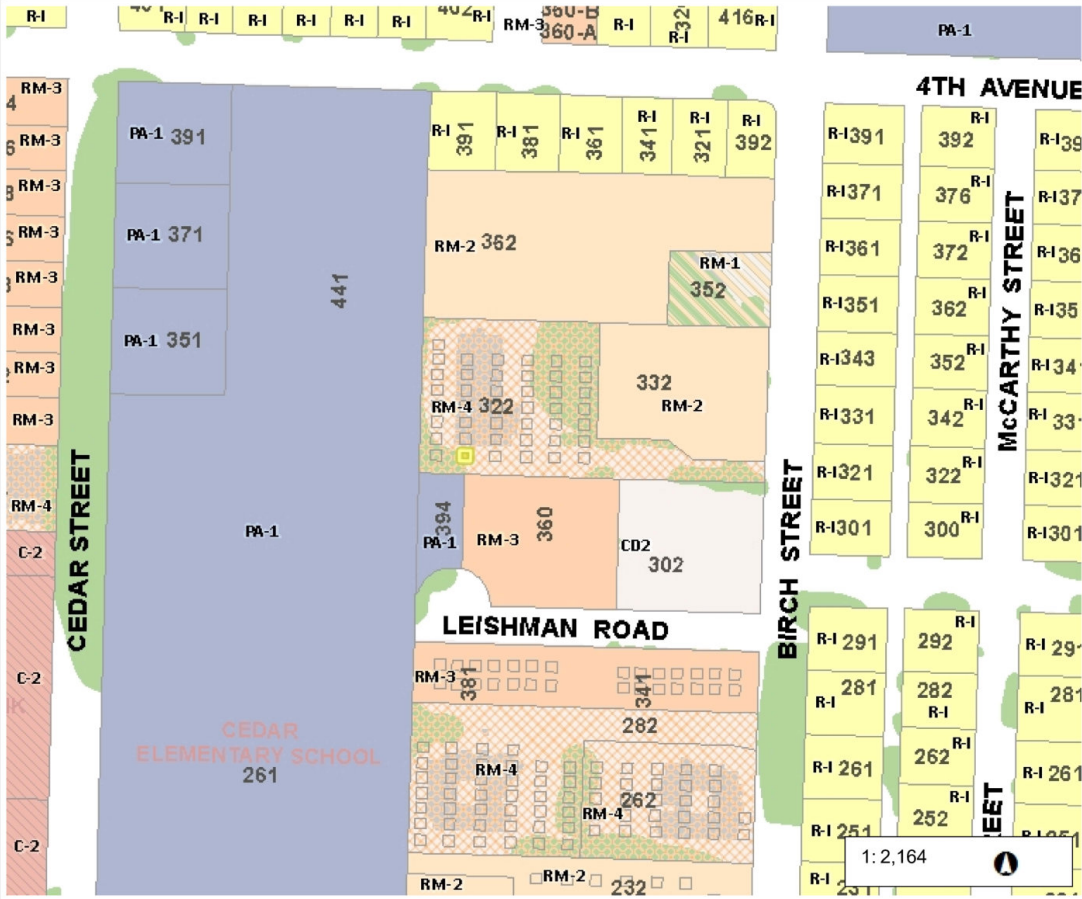 R-I
R-I
R-I
R-I
R-I
R-I
R-I
RM-3
360-A
R-I
R-I
416 R-I
PA-1
4TH AVENUE
RM-3
RM-3
RM-3
RM-3
RM-3
RM-3
RM-3
RM-3
RM-4
C-2
C-2
C-2
CEDAR STREET
PA-1 391
PA-1 371
PA-1 351
441
PA-1
CEDAR
ELEMENTARY SCHOOL
261
R-I 391
R-I 381
R-I 361
R-I 341
R-I 321
R-I 392
RM-2 362
RM-1
352
RM-4 322
332
RM-2
PA-1 394
RM-3 360
CD2
302
LEISHMAN ROAD
RM-3 381
341
282
RM-4
RM-4 262
RM-2
RM-2
232
BIRCH STREET
R-I 391
R-I 371
R-I 361
R-I 351
R-I 343
R-I 331
R-I 321
R-I 301
R-I 291
R-I 281
R-I 261
R-I 251
R-I
392 R-I
376 R-I
372 R-I
362 R-I
352 R-I
342 R-I
322 R-I
300 R-I
292 R-I
282
R-I
262 R-I
252 R-I
McCARTHY STREET
R-I
R-I
R-I
R-I
R-I
R-I
R-I 321
R-I 301
R-I
R-I 281
R-I 261
1: 2,164